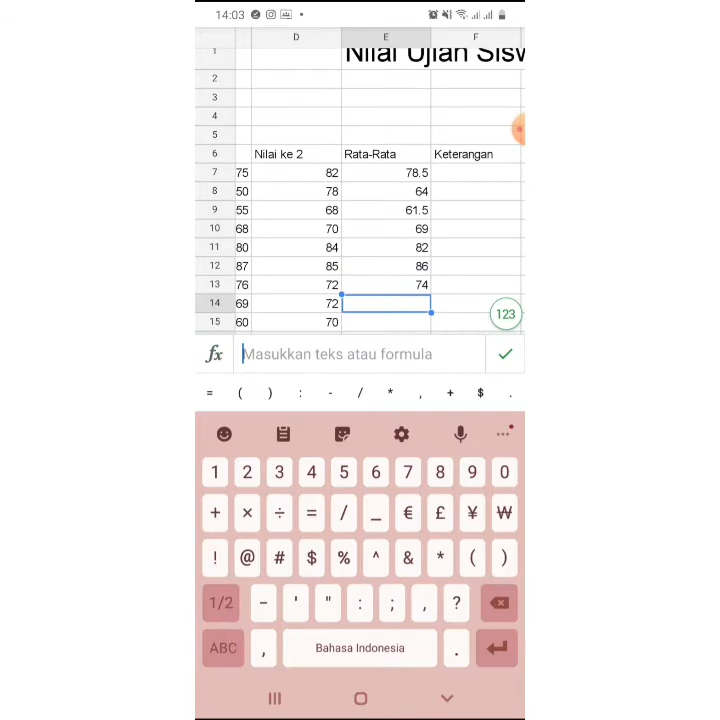 14:03
D E F
1 Nilai Ujian Sisw
2
3
4
5
6 Nilai ke 2 Rata-Rata Keterangan
7 75 82 78.5
8 50 78 64
9 55 68 61.5
10 68 70 69
11 80 84 82
12 87 85 86
13 76 72 74
14 69 72
15 60 70
123
fx Masukkan teks atau formula
= ( ) : - / * , + $ .
1 2 3 4 5 6 7 8 9 0
+ × ÷ = / _ € £ ¥ ₩
! @ # $ % ^ & * ( )
1/2 - ' " : ; , ?
ABC , Bahasa Indonesia .